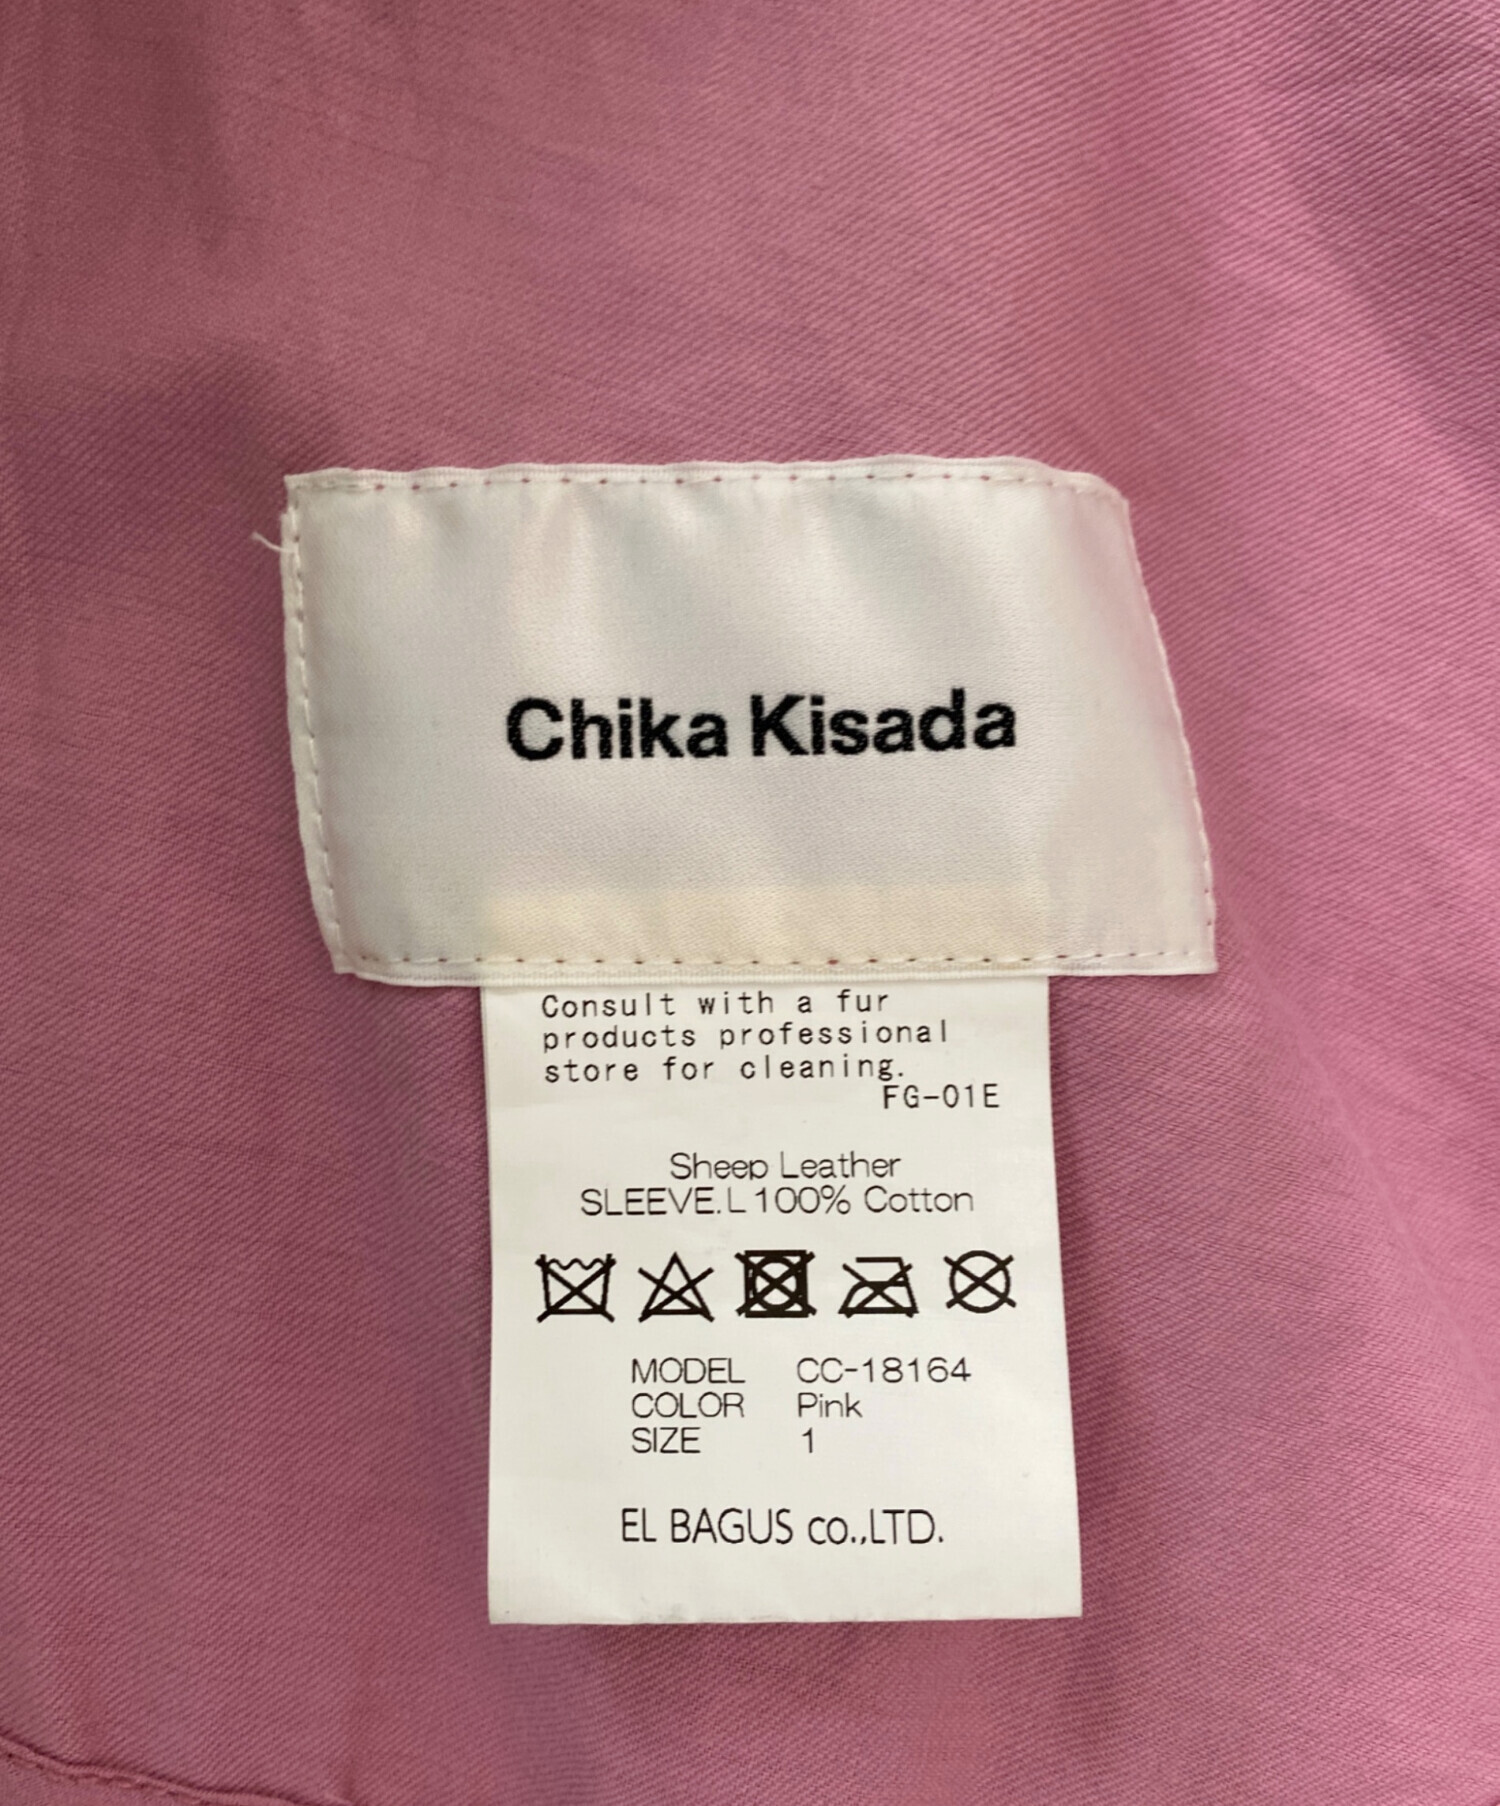 Chika Kisada
Consult with a fur
products professional
store for cleaning.
FG-01E
Sheep Leather
SLEEVE.L 100% Cotton
MODEL CC-18164
COLOR Pink
SIZE 1
EL BAGUS co.,LTD.